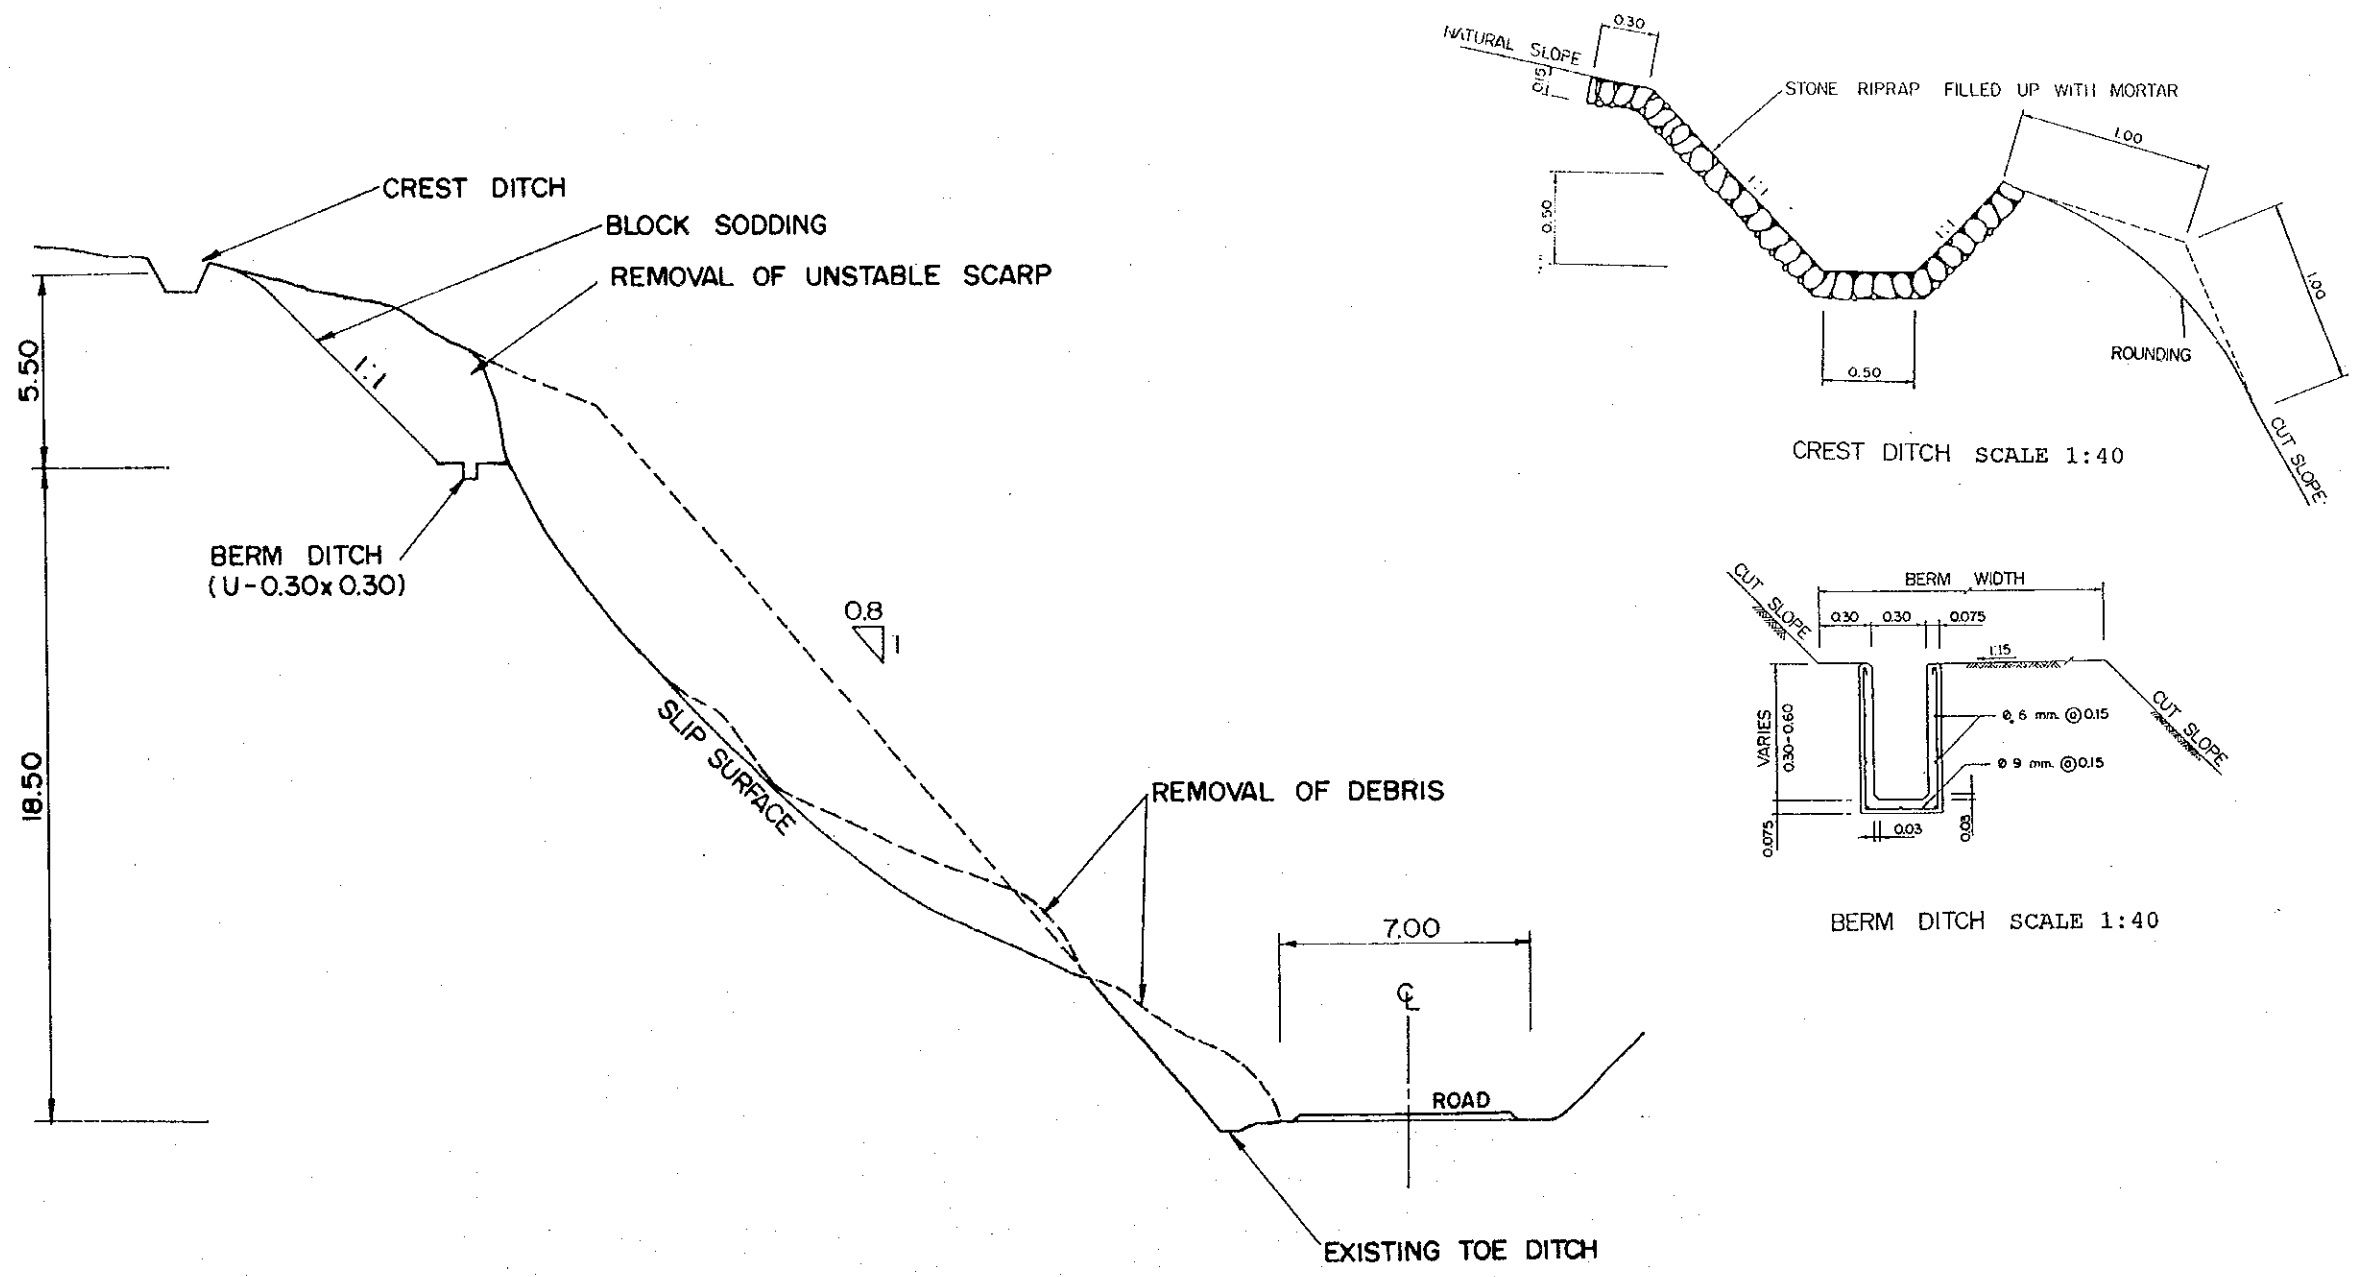 CREST DITCH
BLOCK SODDING
REMOVAL OF UNSTABLE SCARP
5.50
1:1
BERM DITCH
(U-0.30x0.30)
0.8
1
18.50
SLIP SURFACE
REMOVAL OF DEBRIS
7.00
CL
ROAD
EXISTING TOE DITCH
0.30
NATURAL SLOPE
0.15
STONE RIPRAP FILLED UP WITH MORTAR
1.00
1:1
0.50
1:1
1.00
ROUNDING
0.50
CUT SLOPE
CREST DITCH SCALE 1:40
CUT SLOPE
BERM WIDTH
0.30
0.30
0.075
1:15
VARIES
0.30-0.60
Ø 6 mm. @0.15
CUT SLOPE
Ø 9 mm. @0.15
0.075
0.03
0.03
BERM DITCH SCALE 1:40